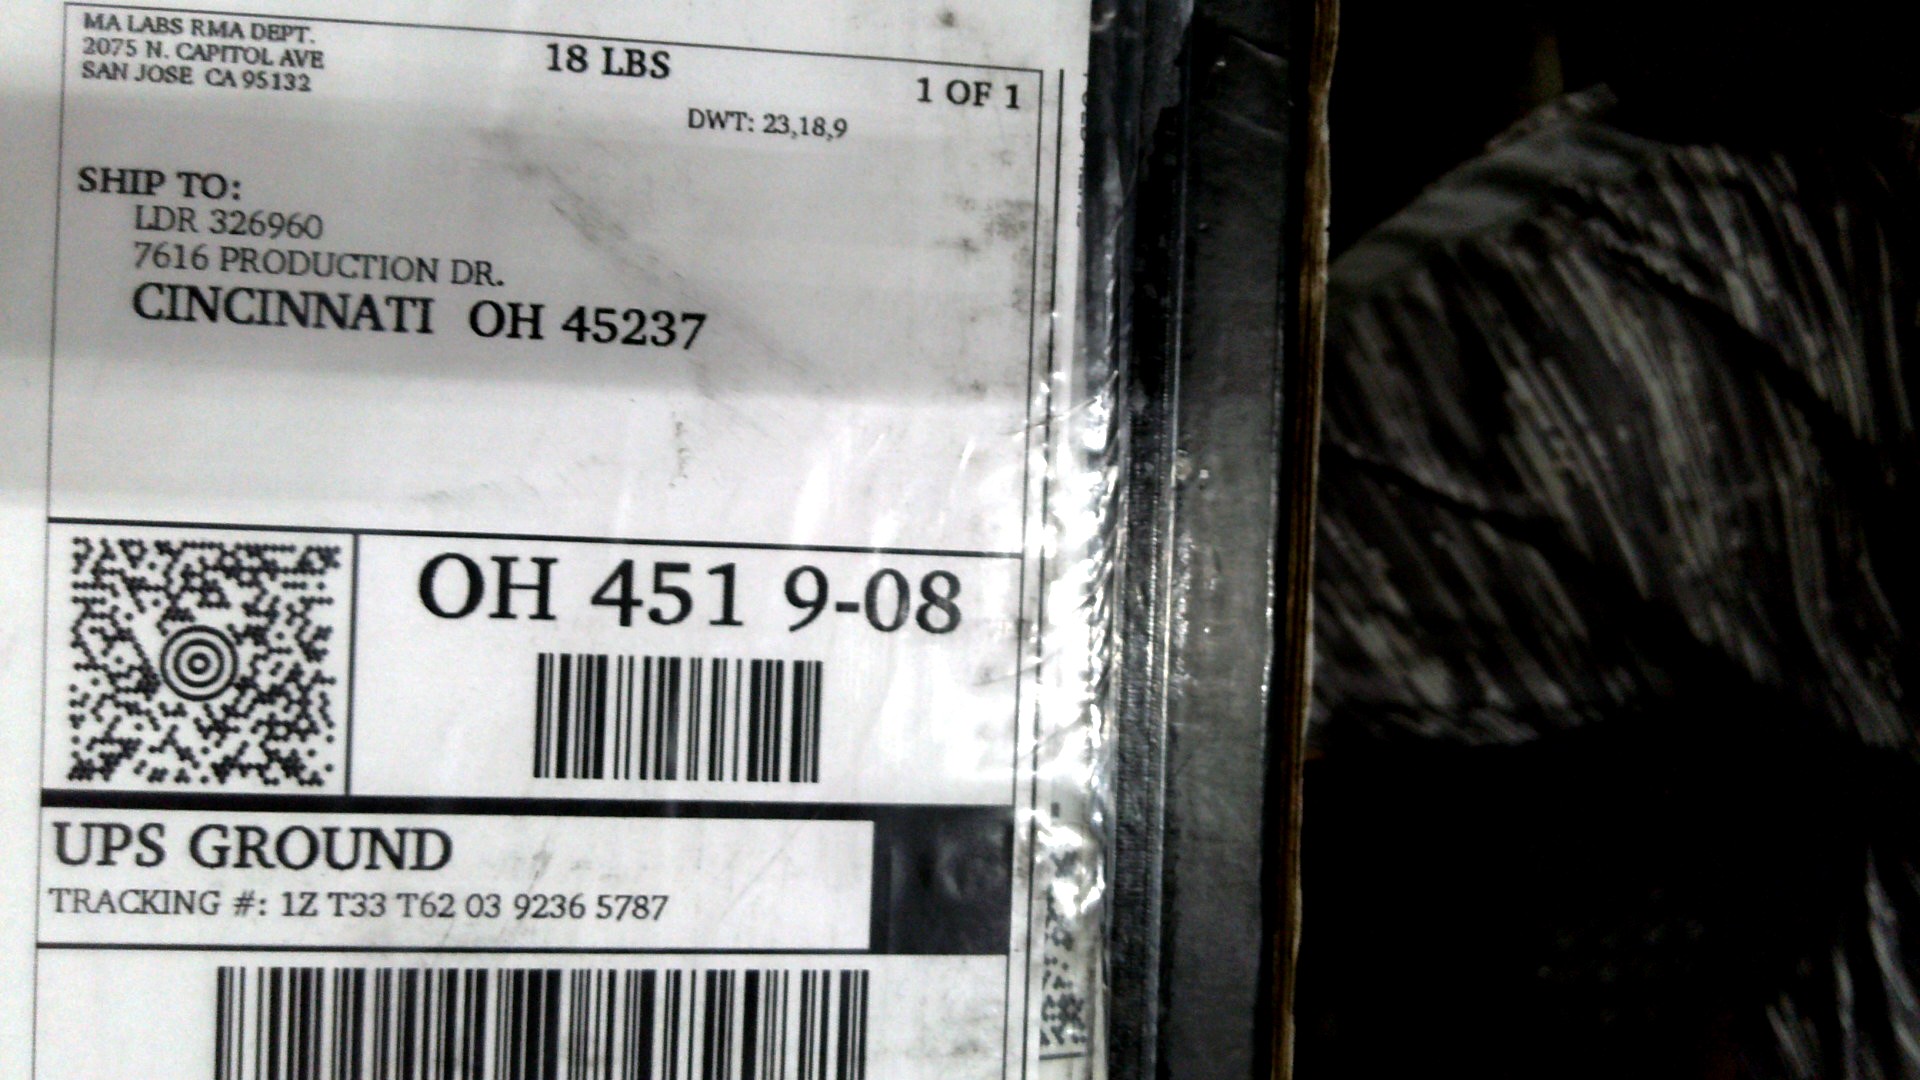 MA LABS RMA DEPT.
2075 N. CAPITOL AVE
SAN JOSE CA 95132
18 LBS
1 OF 1
DWT: 23,18,9
SHIP TO:
LDR 326960
7616 PRODUCTION DR.
CINCINNATI OH 45237
OH 451 9-08
UPS GROUND
TRACKING #: 1Z T33 T62 03 9236 5787